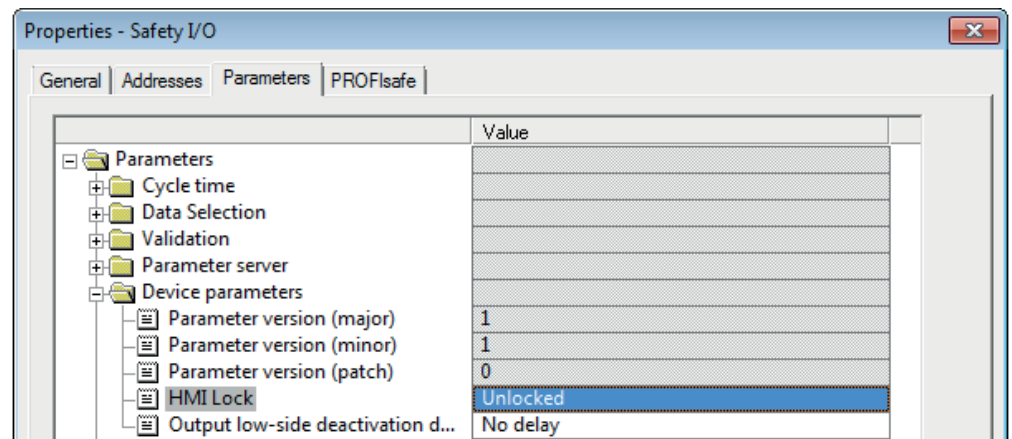 Properties - Safety I/O
General Addresses Parameters PROFIsafe
Value
Parameters
Cycle time
Data Selection
Validation
Parameter server
Device parameters
Parameter version (major) 1
Parameter version (minor) 1
Parameter version (patch) 0
HMI Lock Unlocked
Output low-side deactivation d... No delay